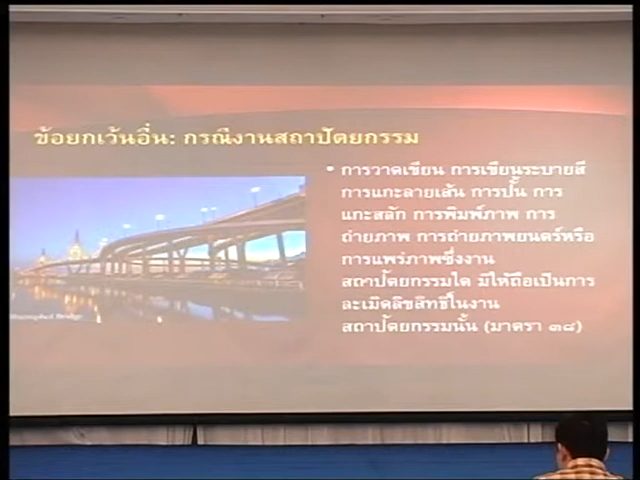 ข้อยกเว้นอื่น: กรณีงานสถาปัตยกรรม
• การวาดเขียน การเขียนระบายสี
การแกะลายเส้น การปั้น การ
แกะสลัก การพิมพ์ภาพ การ
ถ่ายภาพ การถ่ายภาพยนตร์หรือ
การแพร่ภาพซึ่งงาน
สถาปัตยกรรมใด มิให้ถือเป็นการ
ละเมิดลิขสิทธิ์ในงาน
สถาปัตยกรรมนั้น (มาตรา ๓๘)